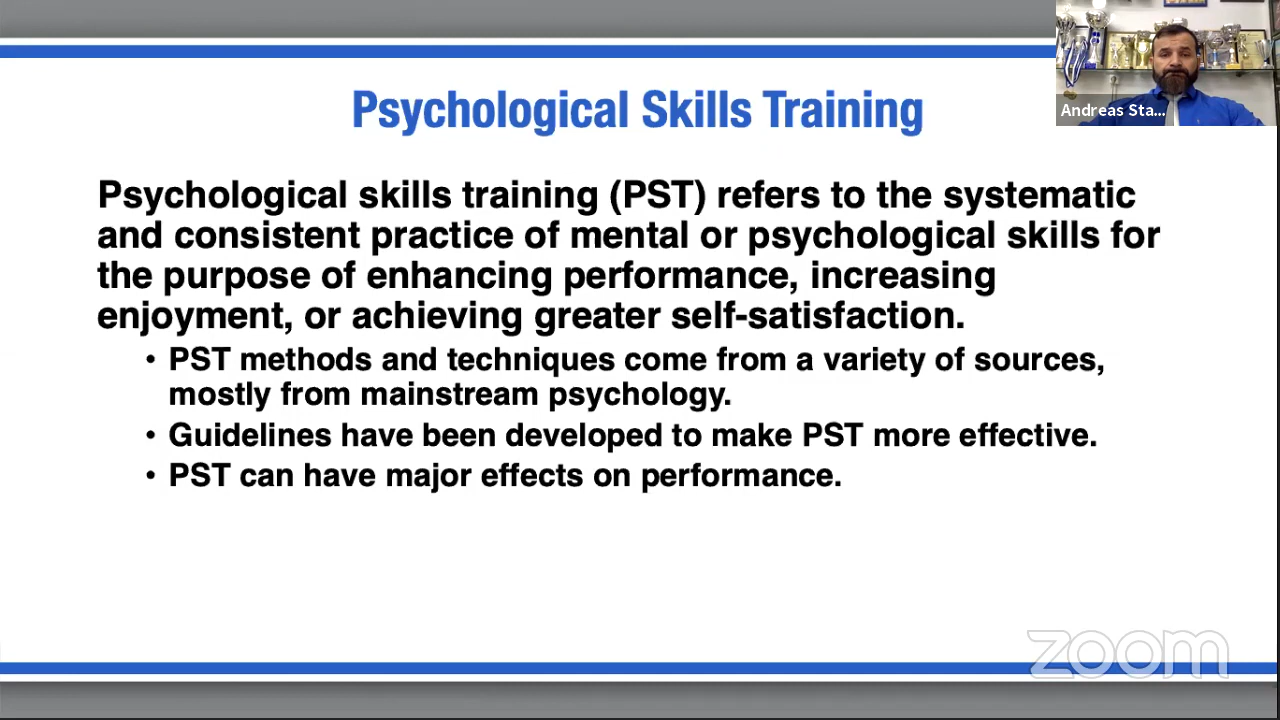 Psychological Skills Training
Andreas Sta...
Psychological skills training (PST) refers to the systematic
and consistent practice of mental or psychological skills for
the purpose of enhancing performance, increasing
enjoyment, or achieving greater self-satisfaction.
• PST methods and techniques come from a variety of sources,
mostly from mainstream psychology.
• Guidelines have been developed to make PST more effective.
• PST can have major effects on performance.
zoom